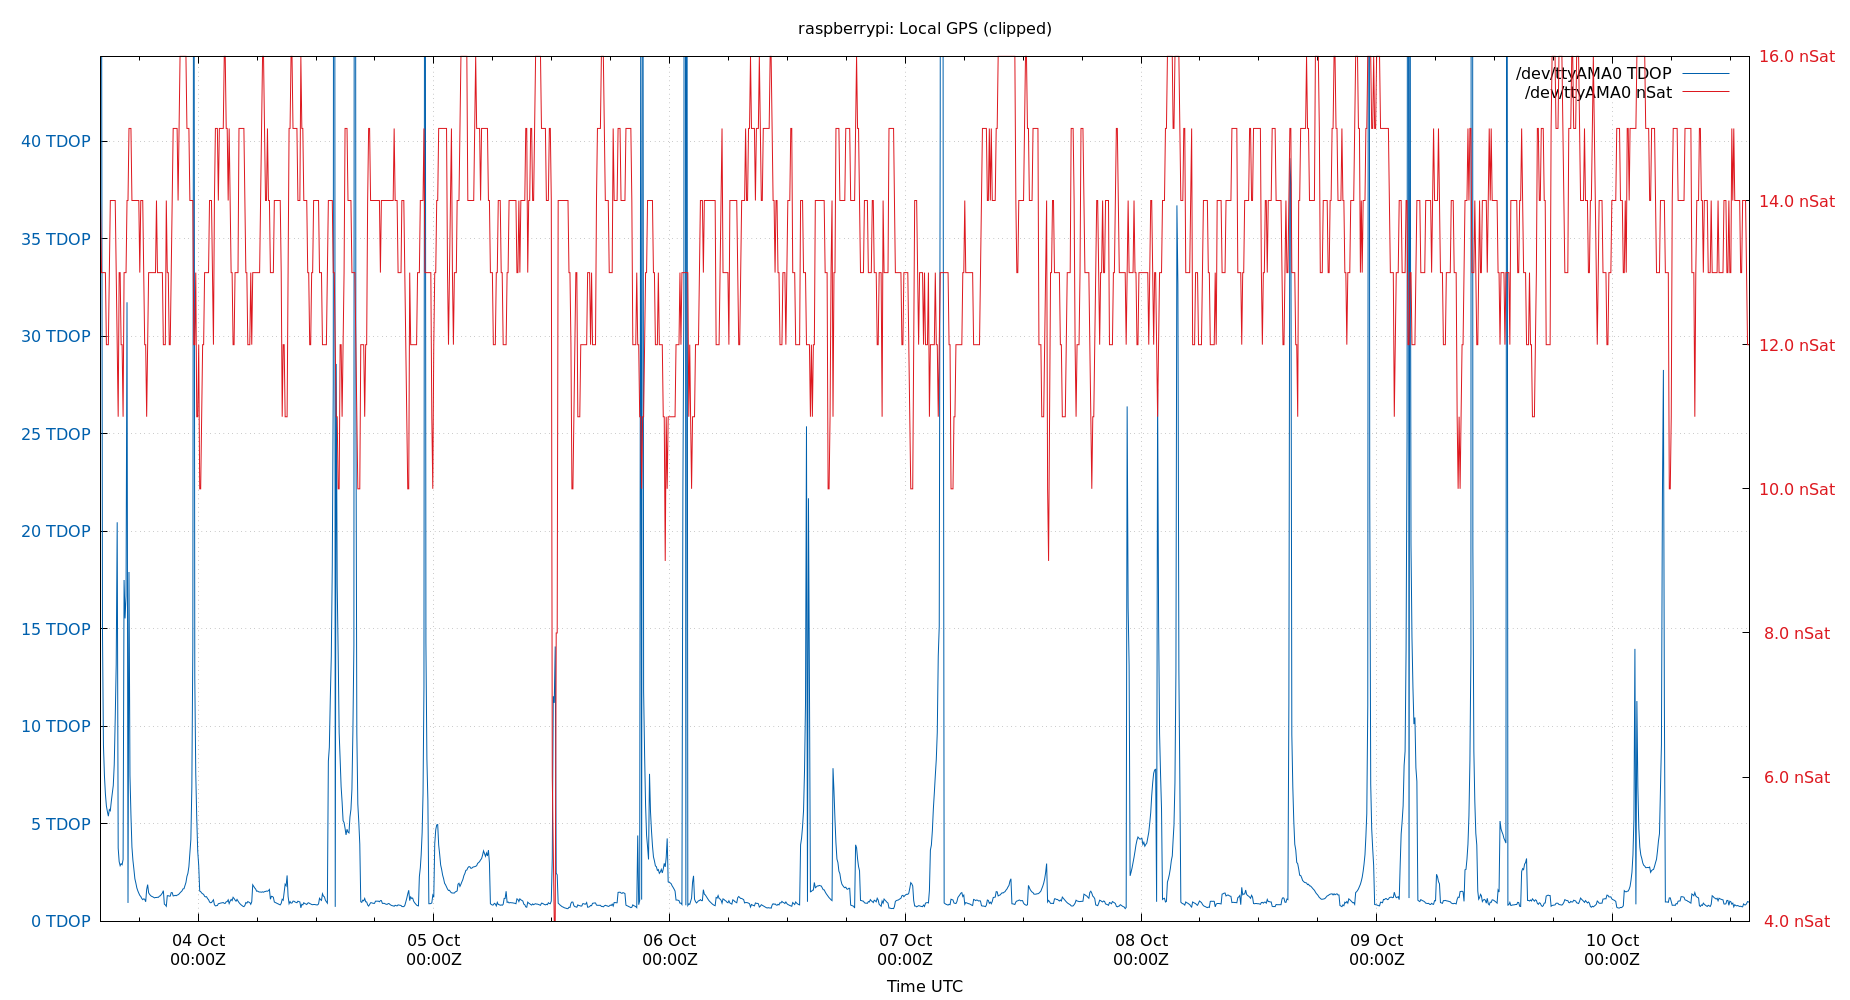 raspberrypi: Local GPS (clipped)
16.0 nSat
/dev/ttyAMA0 TDOP
/dev/ttyAMA0 nSat
40 TDOP
14.0 nSat
35 TDOP
30 TDOP
12.0 nSat
25 TDOP
10.0 nSat
20 TDOP
15 TDOP
8.0 nSat
10 TDOP
6.0 nSat
5 TDOP
0 TDOP
4.0 nSat
04 Oct
00:00Z
05 Oct
00:00Z
06 Oct
00:00Z
07 Oct
00:00Z
08 Oct
00:00Z
09 Oct
00:00Z
10 Oct
00:00Z
Time UTC